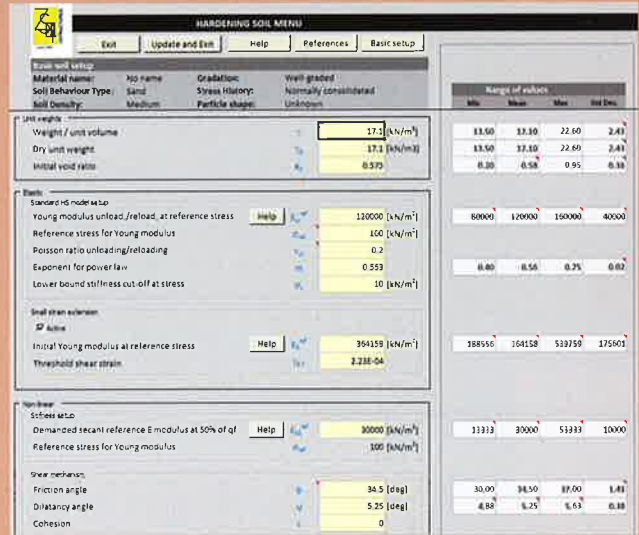 HARDENING SOIL MENU
Exit Update and Exit Help References Basic setup
Basic soil setup
Material name: No name Gradation: Well-graded
Soil Behaviour Type: Sand Stress History: Normally consolidated
Soil Density: Medium Particle shape: Unknown
Range of values
Min Mean Max Std Dev.
Unit weights
Weight / unit volume 17.1 [kN/m³] 13.50 17.10 22.60 2.43
Dry unit weight 17.1 [kN/m3] 13.50 17.10 22.60 2.43
Initial void ratio 0.575 0.20 0.58 0.95 0.38
Elastic
Standard HS model setup
Young modulus unload./reload. at reference stress Help 120000 [kN/m²] 80000 120000 160000 40000
Reference stress for Young modulus 100 [kN/m²]
Poisson ratio unloading/reloading 0.2
Exponent for power law m 0.553 0.40 0.56 0.25 0.02
Lower bound stiffness cut-off at stress 10 [kN/m²]
Small strain extension
Active
Initial Young modulus at reference stress Help 364159 [kN/m²] 188556 164158 539759 175601
Threshold shear strain 2.23E-04
Non-linear
Stiffness setup
Demanded secant reference E modulus at 50% of qf Help 30000 [kN/m²] 13333 30000 53333 10000
Reference stress for Young modulus 100 [kN/m²]
Shear mechanism
Friction angle 34.5 [deg] 30.00 34.50 37.00 1.41
Dilatancy angle 5.25 [deg] 4.88 5.25 5.63 0.38
Cohesion 0